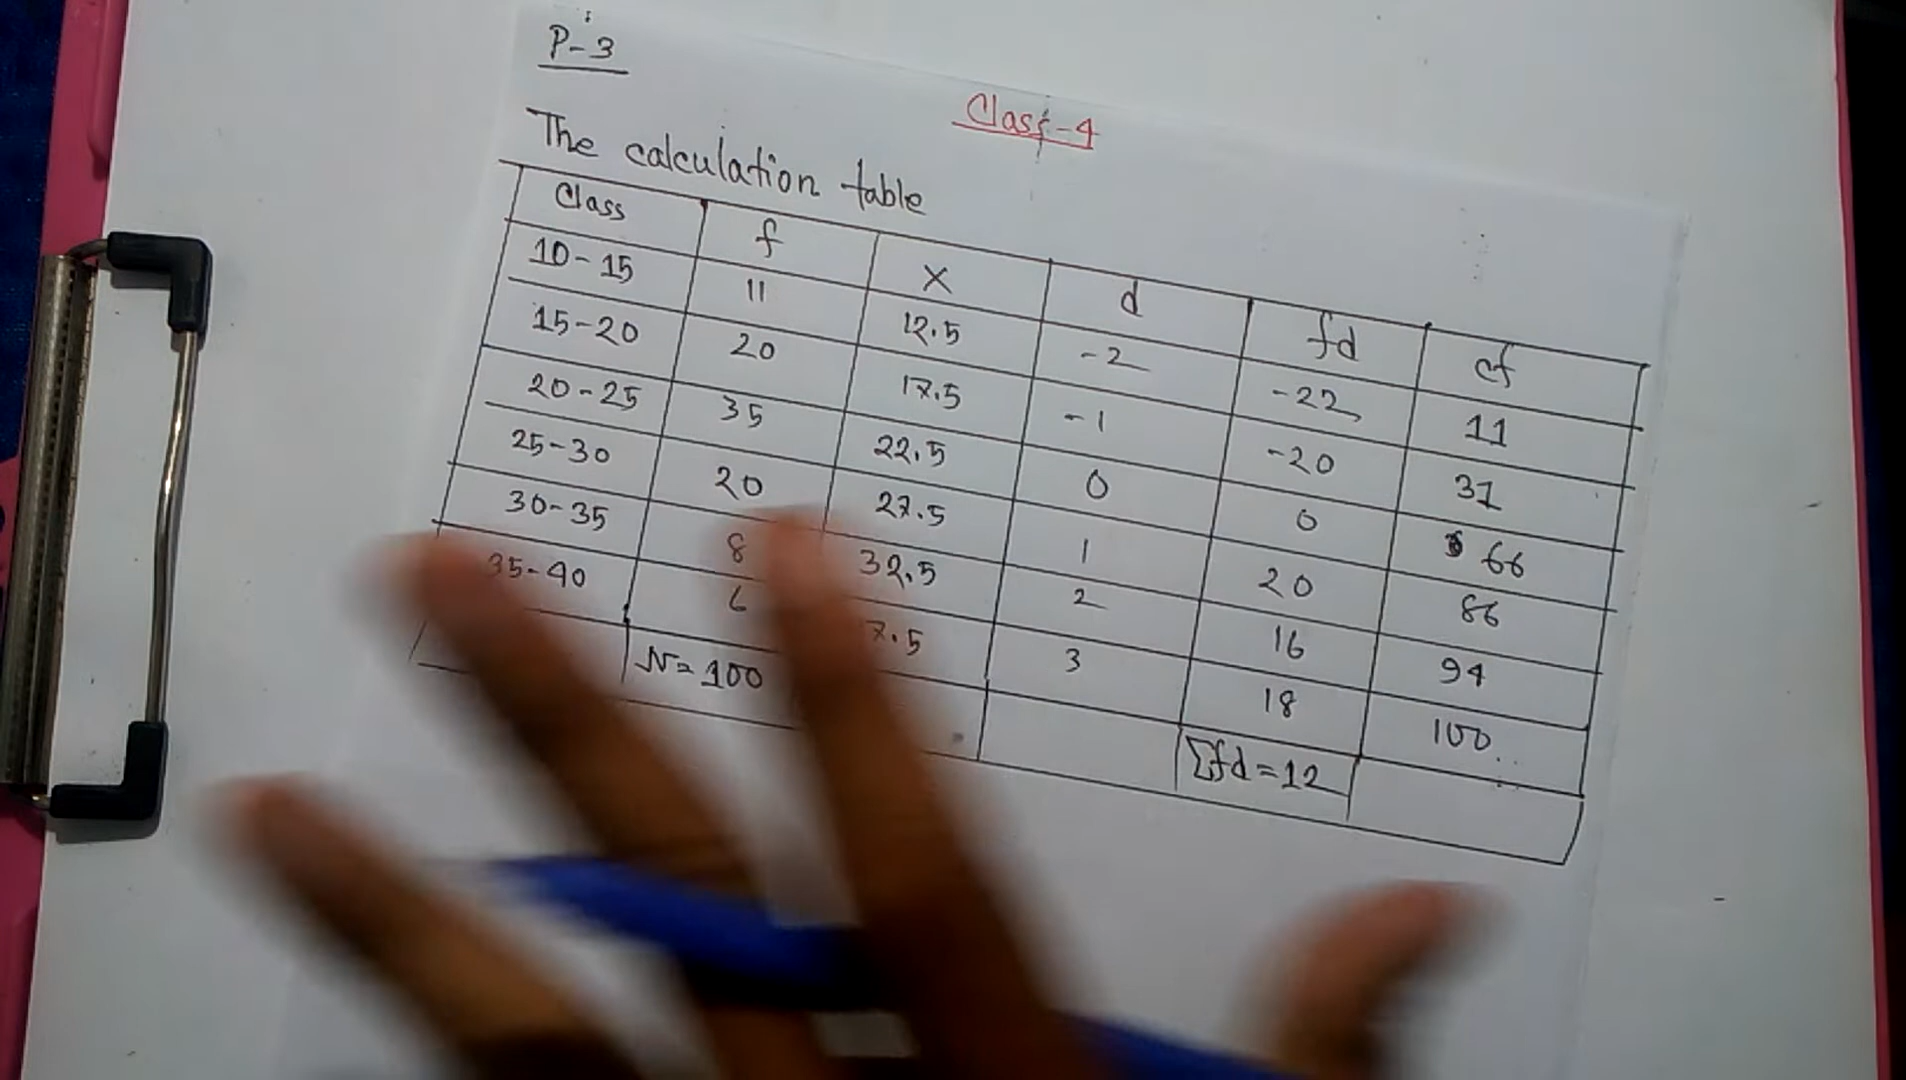 P-3
Class-4
The calculation table
Class f X d fd cf
10-15 11 12.5 -2 -22 11
15-20 20 17.5 -1 -20 31
20-25 35 22.5 0 0 66
25-30 20 27.5 1 20 86
30-35 8 32.5 2 16 94
35-40 6 7.5 3 18 100
N=100 Σfd=12